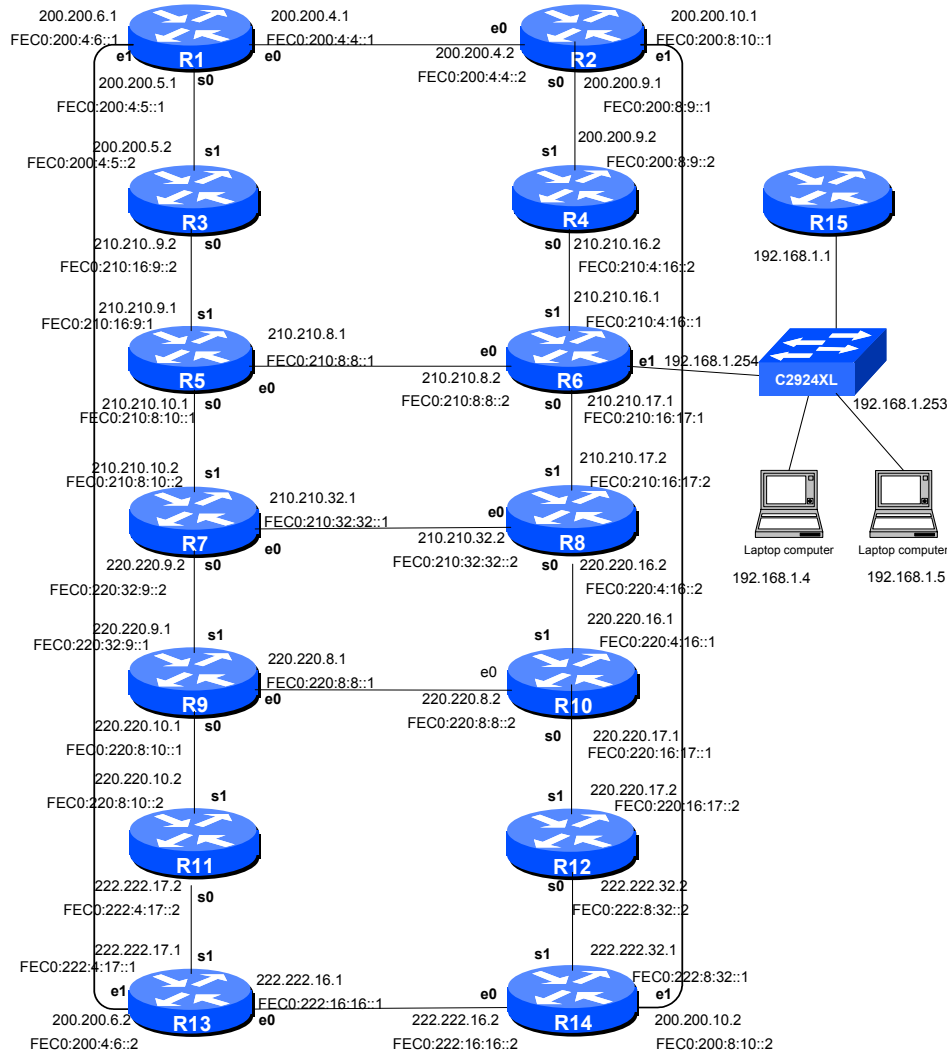 200.200.6.1
FEC0:200:4:6::1
e1
R1
200.200.4.1
FEC0:200:4:4::1
e0
s0
200.200.5.1
FEC0:200:4:5::1
e0
200.200.4.2
FEC0:200:4:4::2
R2
200.200.10.1
FEC0:200:8:10::1
e1
s0
200.200.9.1
FEC0:200:8:9::1
200.200.5.2
FEC0:200:4:5::2
s1
R3
s0
210.210..9.2
FEC0:210:16:9::2
200.200.9.2
s1
FEC0:200:8:9::2
R4
s0
210.210.16.2
FEC0:210:4:16::2
R15
192.168.1.1
210.210.9.1
FEC0:210:16:9:1
s1
R5
210.210.8.1
FEC0:210:8:8::1
e0
s0
210.210.10.1
FEC0:210:8:10::1
210.210.16.1
s1
FEC0:210:4:16::1
e0
210.210.8.2
FEC0:210:8:8::2
R6
e1
192.168.1.254
s0
210.210.17.1
FEC0:210:16:17:1
C2924XL
192.168.1.253
210.210.10.2
FEC0:210:8:10::2
s1
R7
210.210.32.1
FEC0:210:32:32::1
e0
s0
220.220.9.2
FEC0:220:32:9::2
210.210.17.2
s1
FEC0:210:16:17:2
e0
210.210.32.2
FEC0:210:32:32::2
R8
s0
220.220.16.2
FEC0:220:4:16::2
Laptop computer
192.168.1.4
Laptop computer
192.168.1.5
220.220.9.1
FEC0:220:32:9::1
s1
R9
220.220.8.1
FEC0:220:8:8::1
e0
s0
220.220.10.1
FEC0:220:8:10::1
220.220.16.1
s1
FEC0:220:4:16::1
e0
220.220.8.2
FEC0:220:8:8::2
R10
s0
220.220.17.1
FEC0:220:16:17::1
220.220.10.2
FEC0:220:8:10::2
s1
R11
s0
222.222.17.2
FEC0:222:4:17::2
220.220.17.2
s1
FEC0:220:16:17::2
R12
s0
222.222.32.2
FEC0:222:8:32::2
222.222.17.1
FEC0:222:4:17::1
s1
e1
R13
222.222.16.1
FEC0:222:16:16::1
e0
200.200.6.2
FEC0:200:4:6::2
222.222.32.1
s1
FEC0:222:8:32::1
e0
222.222.16.2
FEC0:222:16:16::2
R14
e1
200.200.10.2
FEC0:200:8:10::2